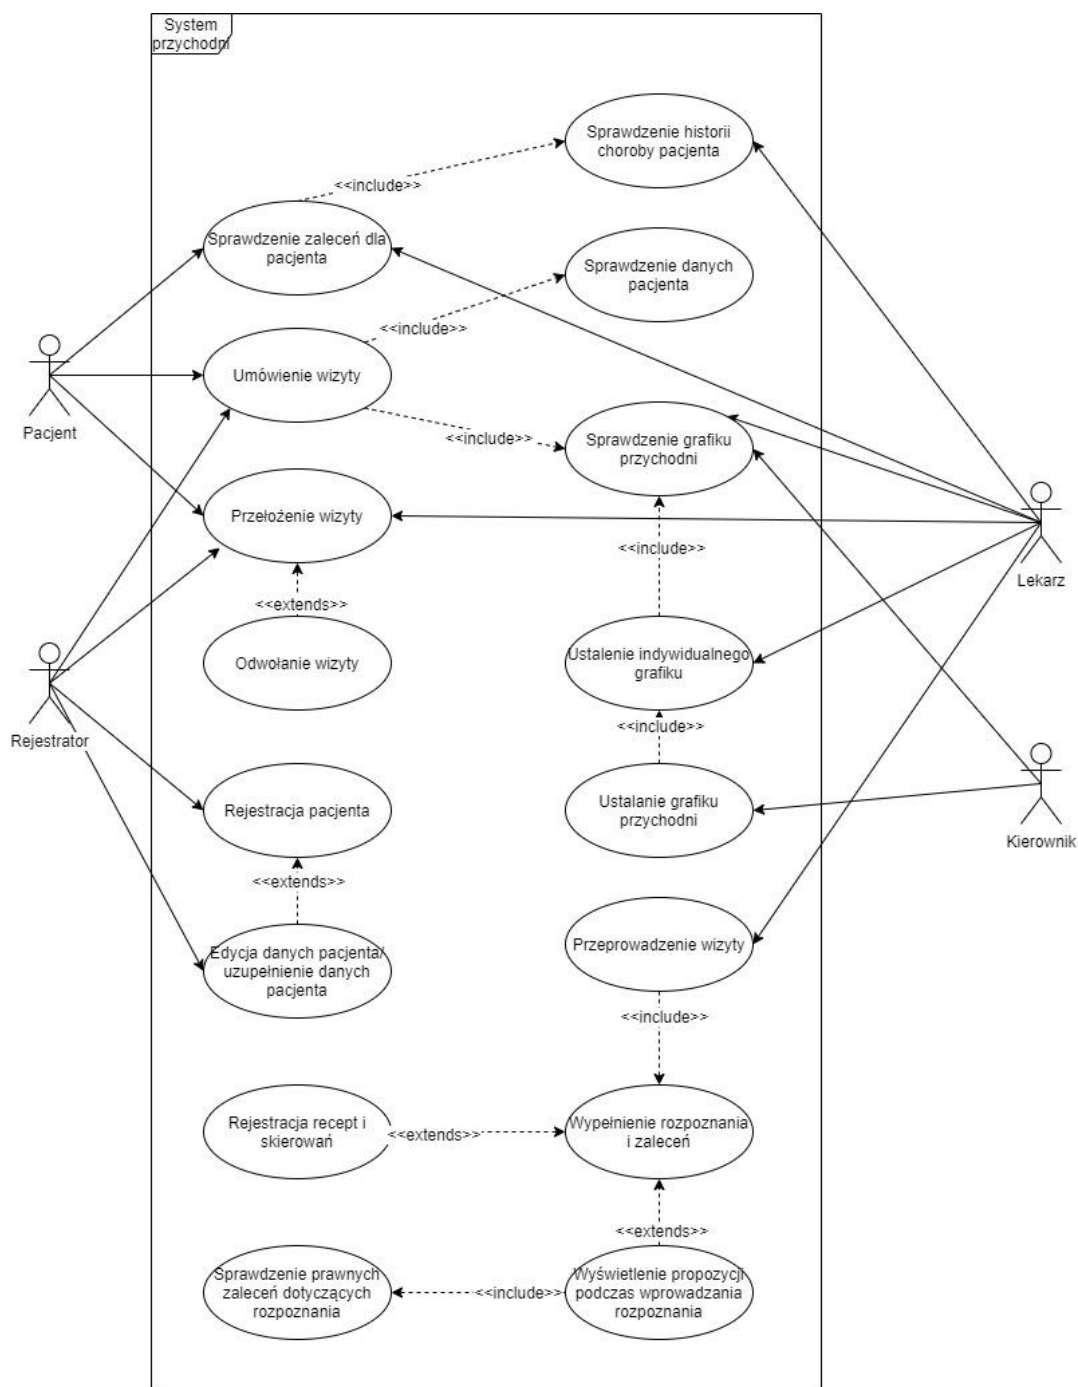 System
przychodni
Sprawdzenie historii
choroby pacjenta
<<include>>
Sprawdzenie zaleceń dla
pacjenta
Sprawdzenie danych
pacjenta
<<include>>
Umówienie wizyty
Pacjent
<<include>>
Sprawdzenie grafiku
przychodni
Przełożenie wizyty
<<include>>
Lekarz
<<extends>>
Odwołanie wizyty
Ustalenie indywidualnego
grafiku
<<include>>
Rejestrator
Rejestracja pacjenta
Ustalanie grafiku
przychodni
Kierownik
<<extends>>
Edycja danych pacjenta/
uzupełnienie danych
pacjenta
Przeprowadzenie wizyty
<<include>>
Rejestracja recept i
skierowań
<<extends>>
Wypełnienie rozpoznania
i zaleceń
<<extends>>
Sprawdzenie prawnych
zaleceń dotyczących
rozpoznania
<<include>>
Wyświetlenie propozycji
podczas wprowadzania
rozpoznania